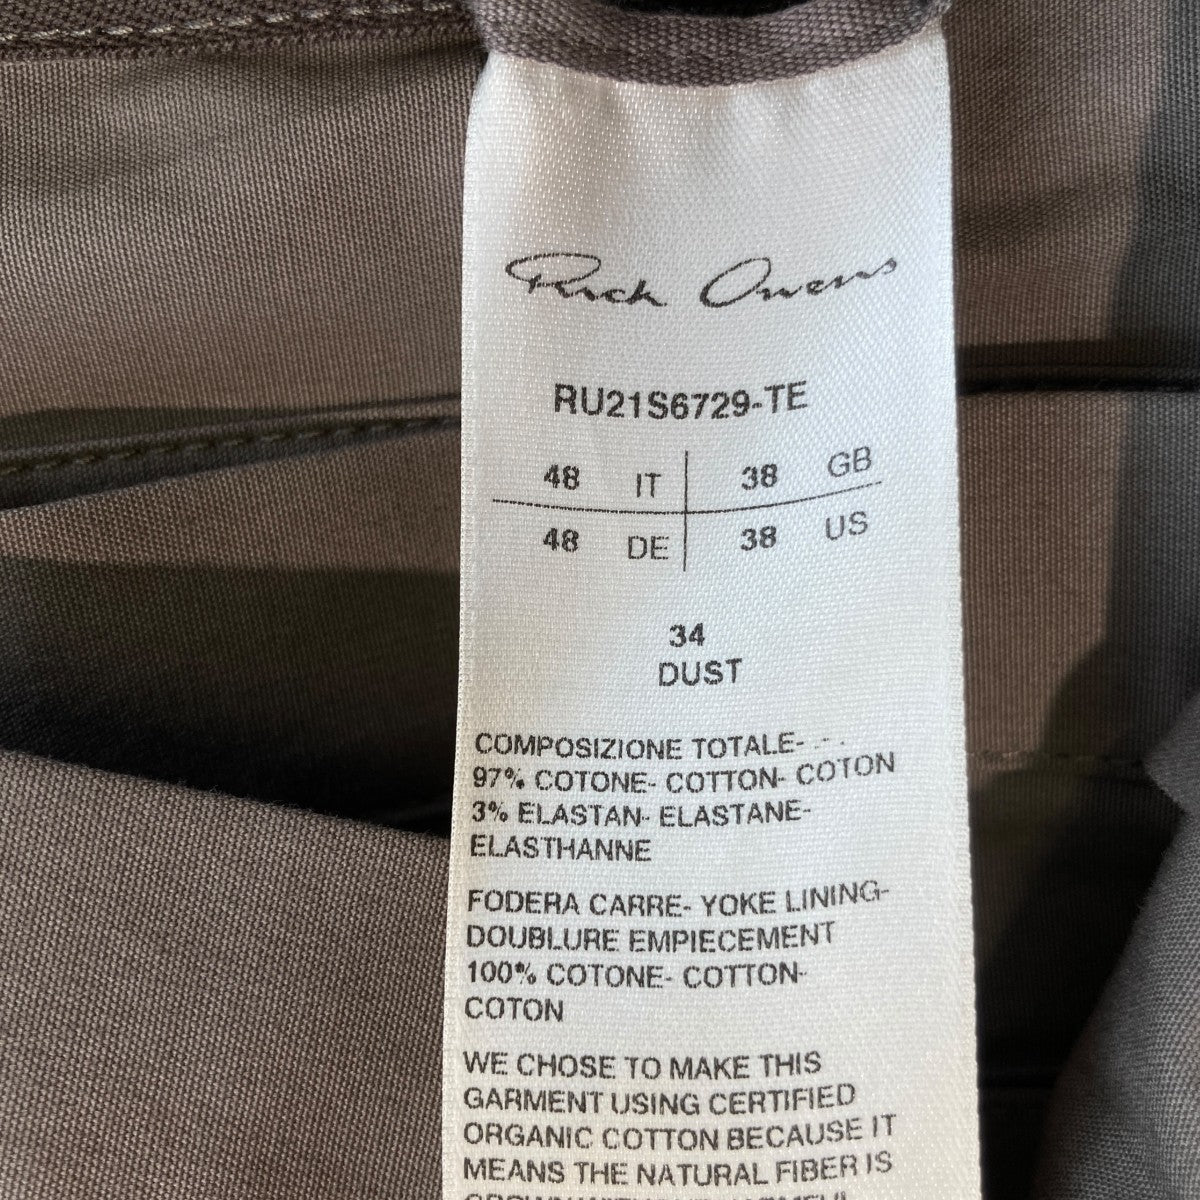 Rick Owens
RU21S6729-TE
48 IT 38 GB
48 DE 38 US
34
DUST
COMPOSIZIONE TOTALE- - -
97% COTONE- COTTON- COTON
3% ELASTAN- ELASTANE-
ELASTHANNE
FODERA CARRE- YOKE LINING-
DOUBLURE EMPIECEMENT
100% COTONE- COTTON-
COTON
WE CHOSE TO MAKE THIS
GARMENT USING CERTIFIED
ORGANIC COTTON BECAUSE IT
MEANS THE NATURAL FIBER IS